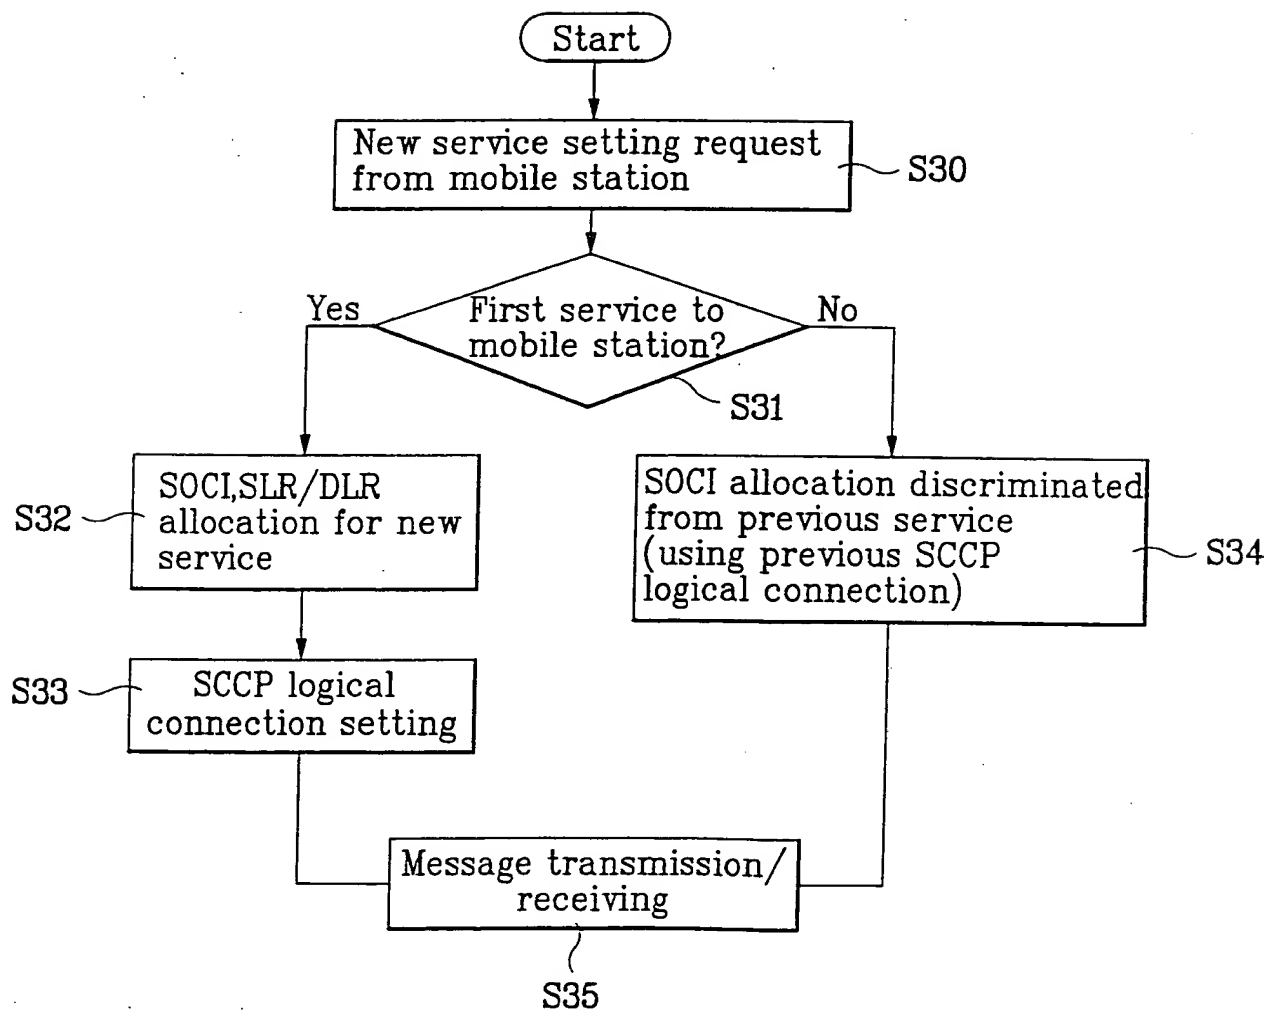 Start
New service setting request
from mobile station
S30
First service to
mobile station?
Yes
No
S31
SOCI,SLR/DLR
allocation for new
service
S32
SOCI allocation discriminated
from previous service
(using previous SCCP
logical connection)
S34
SCCP logical
connection setting
S33
Message transmission/
receiving
S35